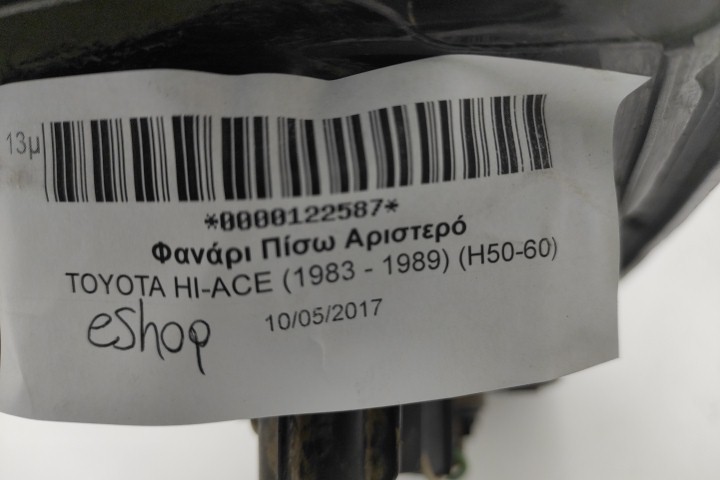 13μ
*0000122587*
Φανάρι Πίσω Αριστερό
TOYOTA HI-ACE (1983 - 1989) (H50-60)
eshop 10/05/2017